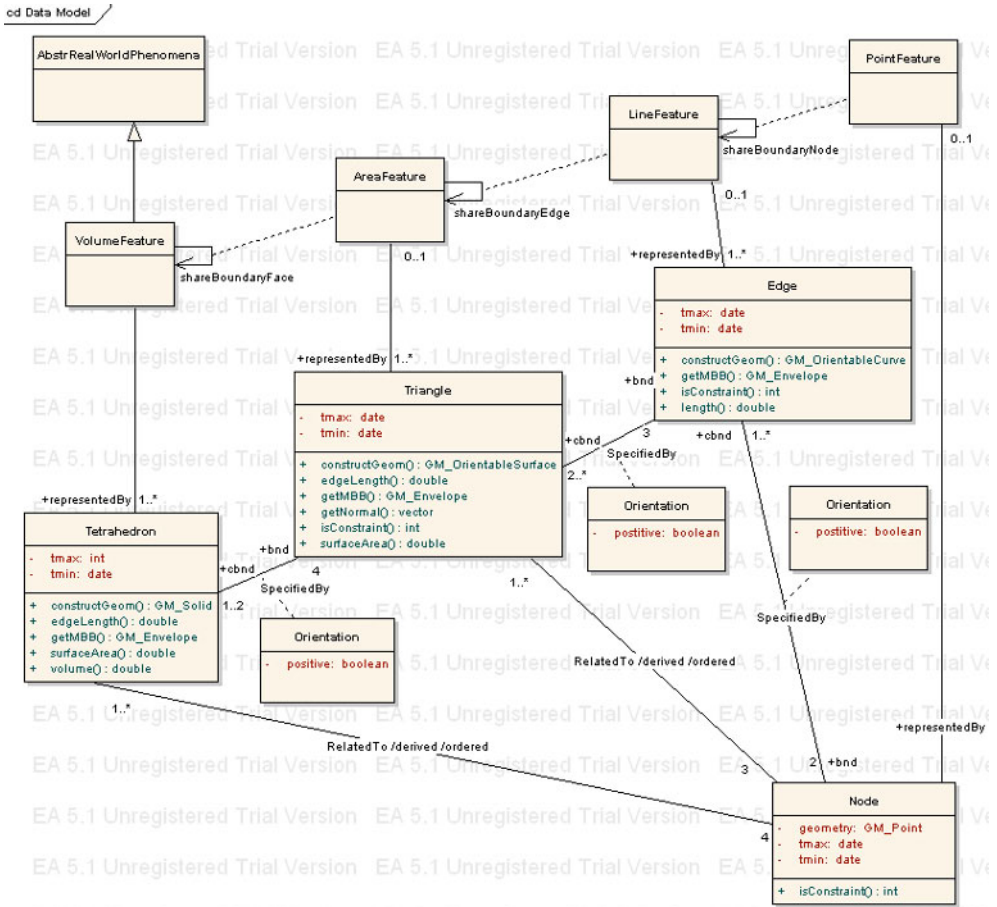 cd Data Model
AbstrRealWorldPhenomena
PointFeature
LineFeature
0..1
shareBoundaryNode
AreaFeature
0..1
shareBoundaryEdge
VolumeFeature
0..1
+representedBy 1..*
shareBoundaryFace
Edge
- tmax: date
- tmin: date
+ constructGeom() : GM_OrientableCurve
+ getMBB() : GM_Envelope
+ isConstraint() : int
+ length() : double
+representedBy 1..*
Triangle
- tmax: date
- tmin: date
+ constructGeom() : GM_OrientableSurface
+ edgeLength() : double
+ getMBB() : GM_Envelope
+ getNormal() : vector
+ isConstraint() : int
+ surfaceArea() : double
+bnd
3
+cbnd
2..*
SpecifiedBy
+cbnd 1..*
Orientation
- postitive: boolean
Orientation
- postitive: boolean
+representedBy 1..*
Tetrahedron
- tmax: int
- tmin: date
+ constructGeom() : GM_Solid
+ edgeLength() : double
+ getMBB() : GM_Envelope
+ surfaceArea() : double
+ volume() : double
+bnd
4
+cbnd
1..2
SpecifiedBy
1..*
Orientation
- positive: boolean
SpecifiedBy
RelatedTo /derived /ordered
1..*
RelatedTo /derived /ordered
+representedBy
3
2 +bnd
4
Node
- geometry: GM_Point
- tmax: date
- tmin: date
+ isConstraint() : int
EA 5.1 Unregistered Trial Version